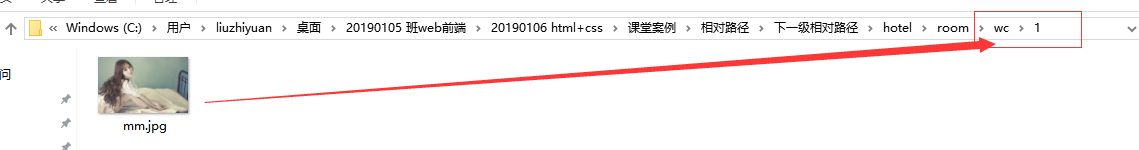 « Windows (C:) › 用户 › liuzhiyuan › 桌面 › 20190105 班web前端 › 20190106 html+css › 课堂案例 › 相对路径 › 下一级相对路径 › hotel › room › wc › 1
问
mm.jpg